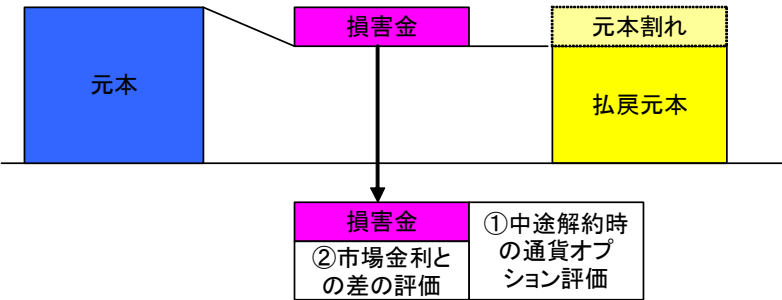 損害金
元本割れ
元本
払戻元本
損害金
②市場金利と
の差の評価
①中途解約時
の通貨オプ
ション評価